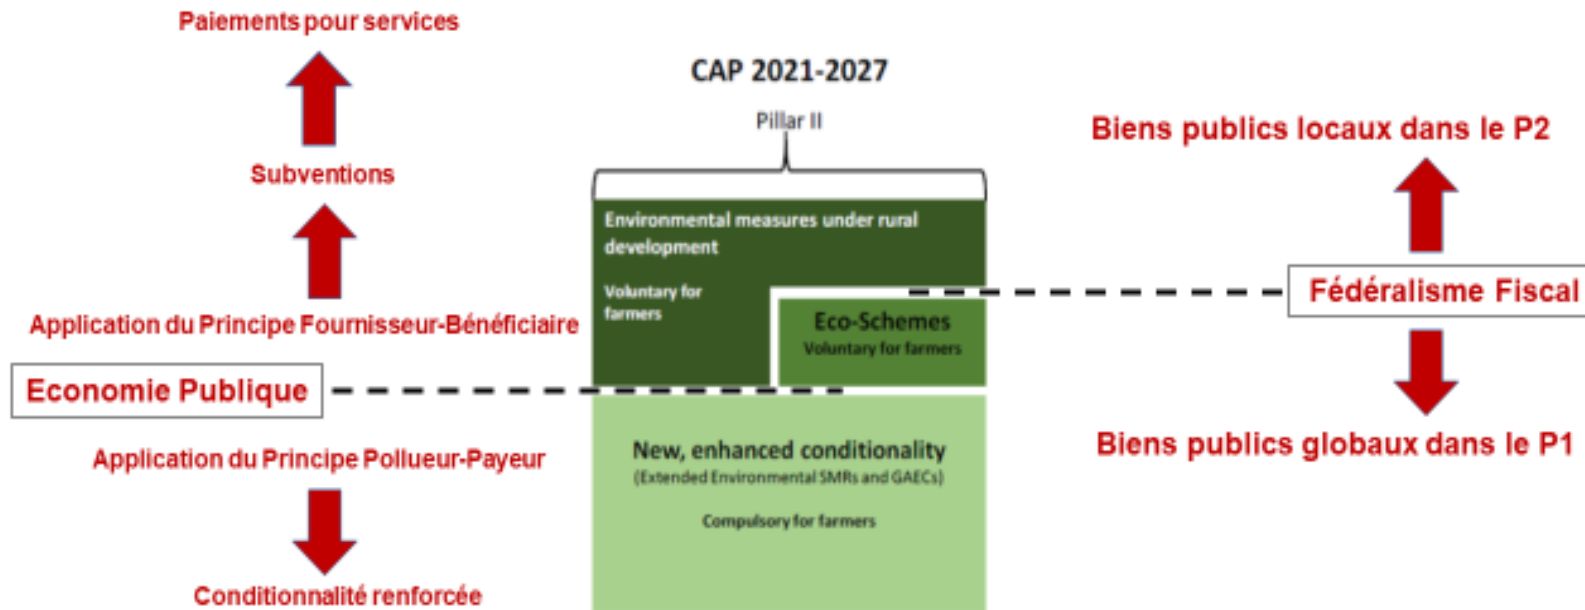 Paiements pour services
Subventions
Application du Principe Fournisseur-Bénéficiaire
Economie Publique
Application du Principe Pollueur-Payeur
Conditionnalité renforcée
CAP 2021-2027
Pillar II
Environmental measures under rural
development
Voluntary for
farmers
Eco-Schemes
Voluntary for farmers
New, enhanced conditionality
(Extended Environmental SMRs and GAECs)
Compulsory for farmers
Biens publics locaux dans le P2
Fédéralisme Fiscal
Biens publics globaux dans le P1